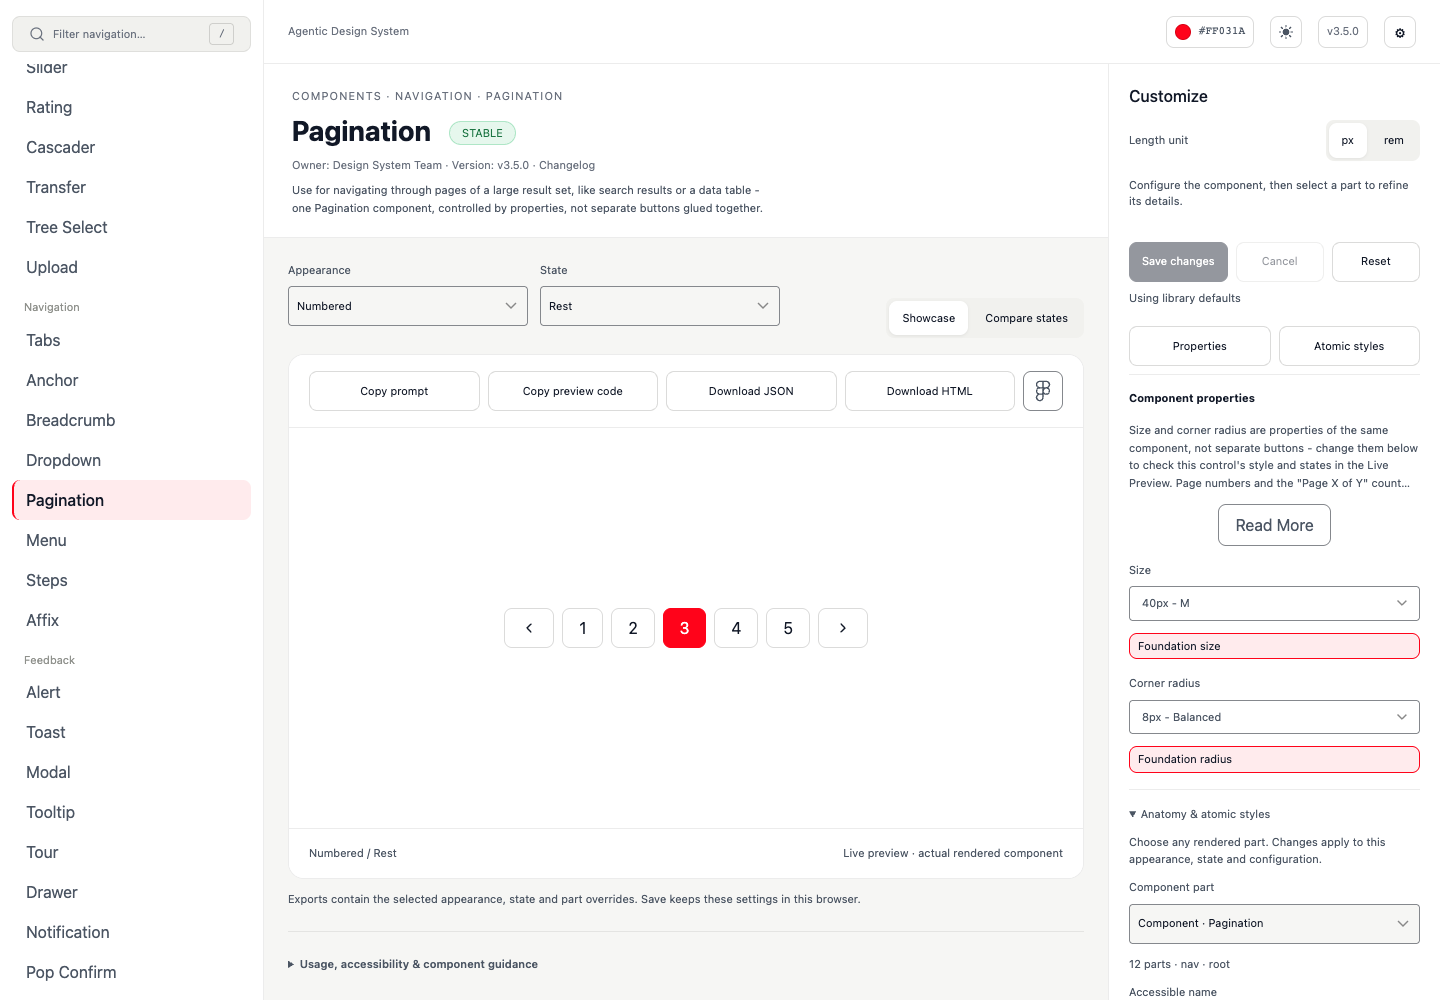 Filter navigation...
/
Slider
Rating
Cascader
Transfer
Tree Select
Upload
Navigation
Tabs
Anchor
Breadcrumb
Dropdown
Pagination
Menu
Steps
Affix
Feedback
Alert
Toast
Modal
Tooltip
Tour
Drawer
Notification
Pop Confirm
Agentic Design System
#FF031A
v3.5.0
COMPONENTS · NAVIGATION · PAGINATION
Pagination
STABLE
Owner: Design System Team · Version: v3.5.0 · Changelog
Use for navigating through pages of a large result set, like search results or a data table -
one Pagination component, controlled by properties, not separate buttons glued together.
Appearance
State
Numbered
Rest
Showcase
Compare states
Copy prompt
Copy preview code
Download JSON
Download HTML
1
2
3
4
5
Numbered / Rest
Live preview · actual rendered component
Exports contain the selected appearance, state and part overrides. Save keeps these settings in this browser.
Usage, accessibility & component guidance
Customize
Length unit
px
rem
Configure the component, then select a part to refine
its details.
Save changes
Cancel
Reset
Using library defaults
Properties
Atomic styles
Component properties
Size and corner radius are properties of the same
component, not separate buttons - change them below
to check this control's style and states in the Live
Preview. Page numbers and the "Page X of Y" count...
Read More
Size
40px - M
Foundation size
Corner radius
8px - Balanced
Foundation radius
Anatomy & atomic styles
Choose any rendered part. Changes apply to this
appearance, state and configuration.
Component part
Component · Pagination
12 parts · nav · root
Accessible name